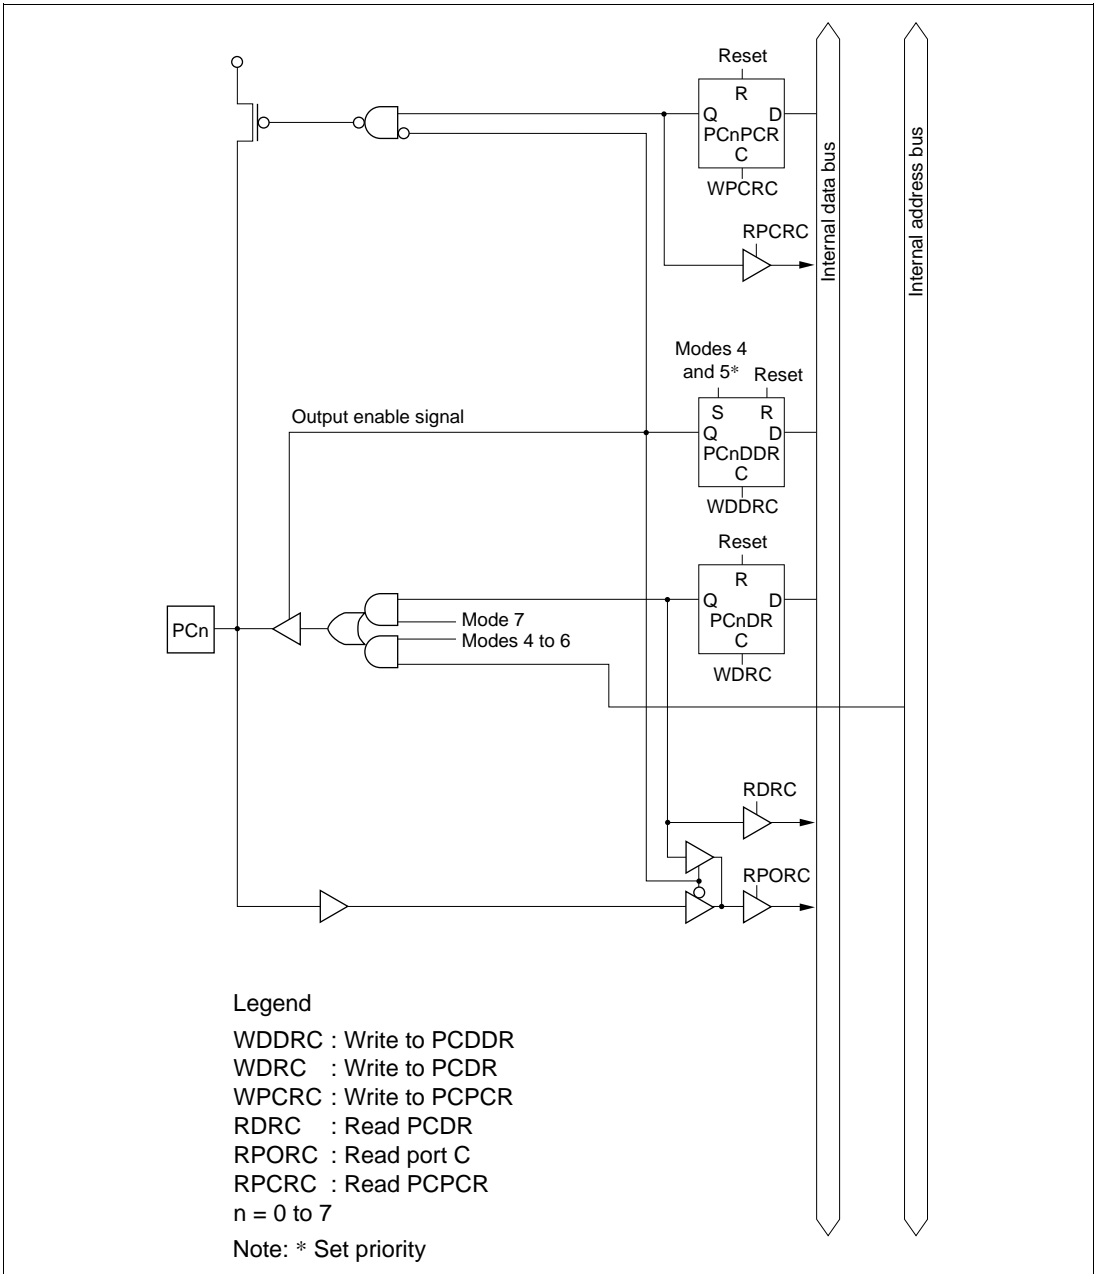 Reset
R
Q D
PCnPCR
C
WPCRC
RPCRC
Internal data bus
Internal address bus
Modes 4
and 5*
Reset
S R
Output enable signal
Q D
PCnDDR
C
WDDRC
Reset
R
Q D
PCnDR
C
WDRC
PCn
Mode 7
Modes 4 to 6
RDRC
RPORC
Legend
WDDRC : Write to PCDDR
WDRC : Write to PCDR
WPCRC : Write to PCPCR
RDRC : Read PCDR
RPORC : Read port C
RPCRC : Read PCPCR
n = 0 to 7
Note: * Set priority